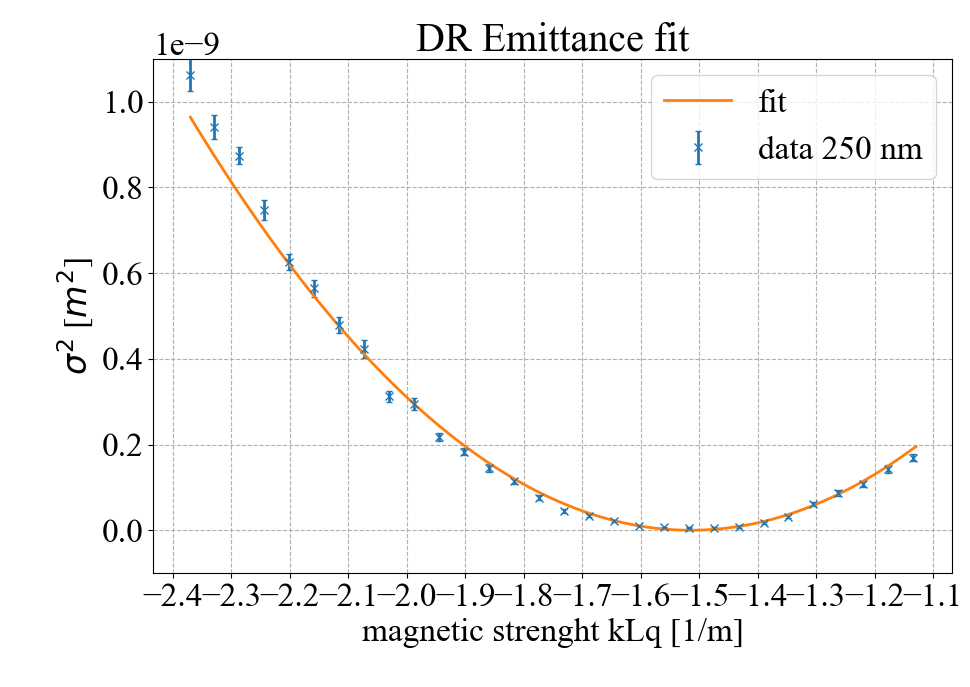 DR Emittance fit
1e−9
1.0
0.8
0.6
0.4
0.2
0.0
σ² [m²]
fit
data 250 nm
−2.4 −2.3 −2.2 −2.1 −2.0 −1.9 −1.8 −1.7 −1.6 −1.5 −1.4 −1.3 −1.2 −1.1
magnetic strenght kLq [1/m]